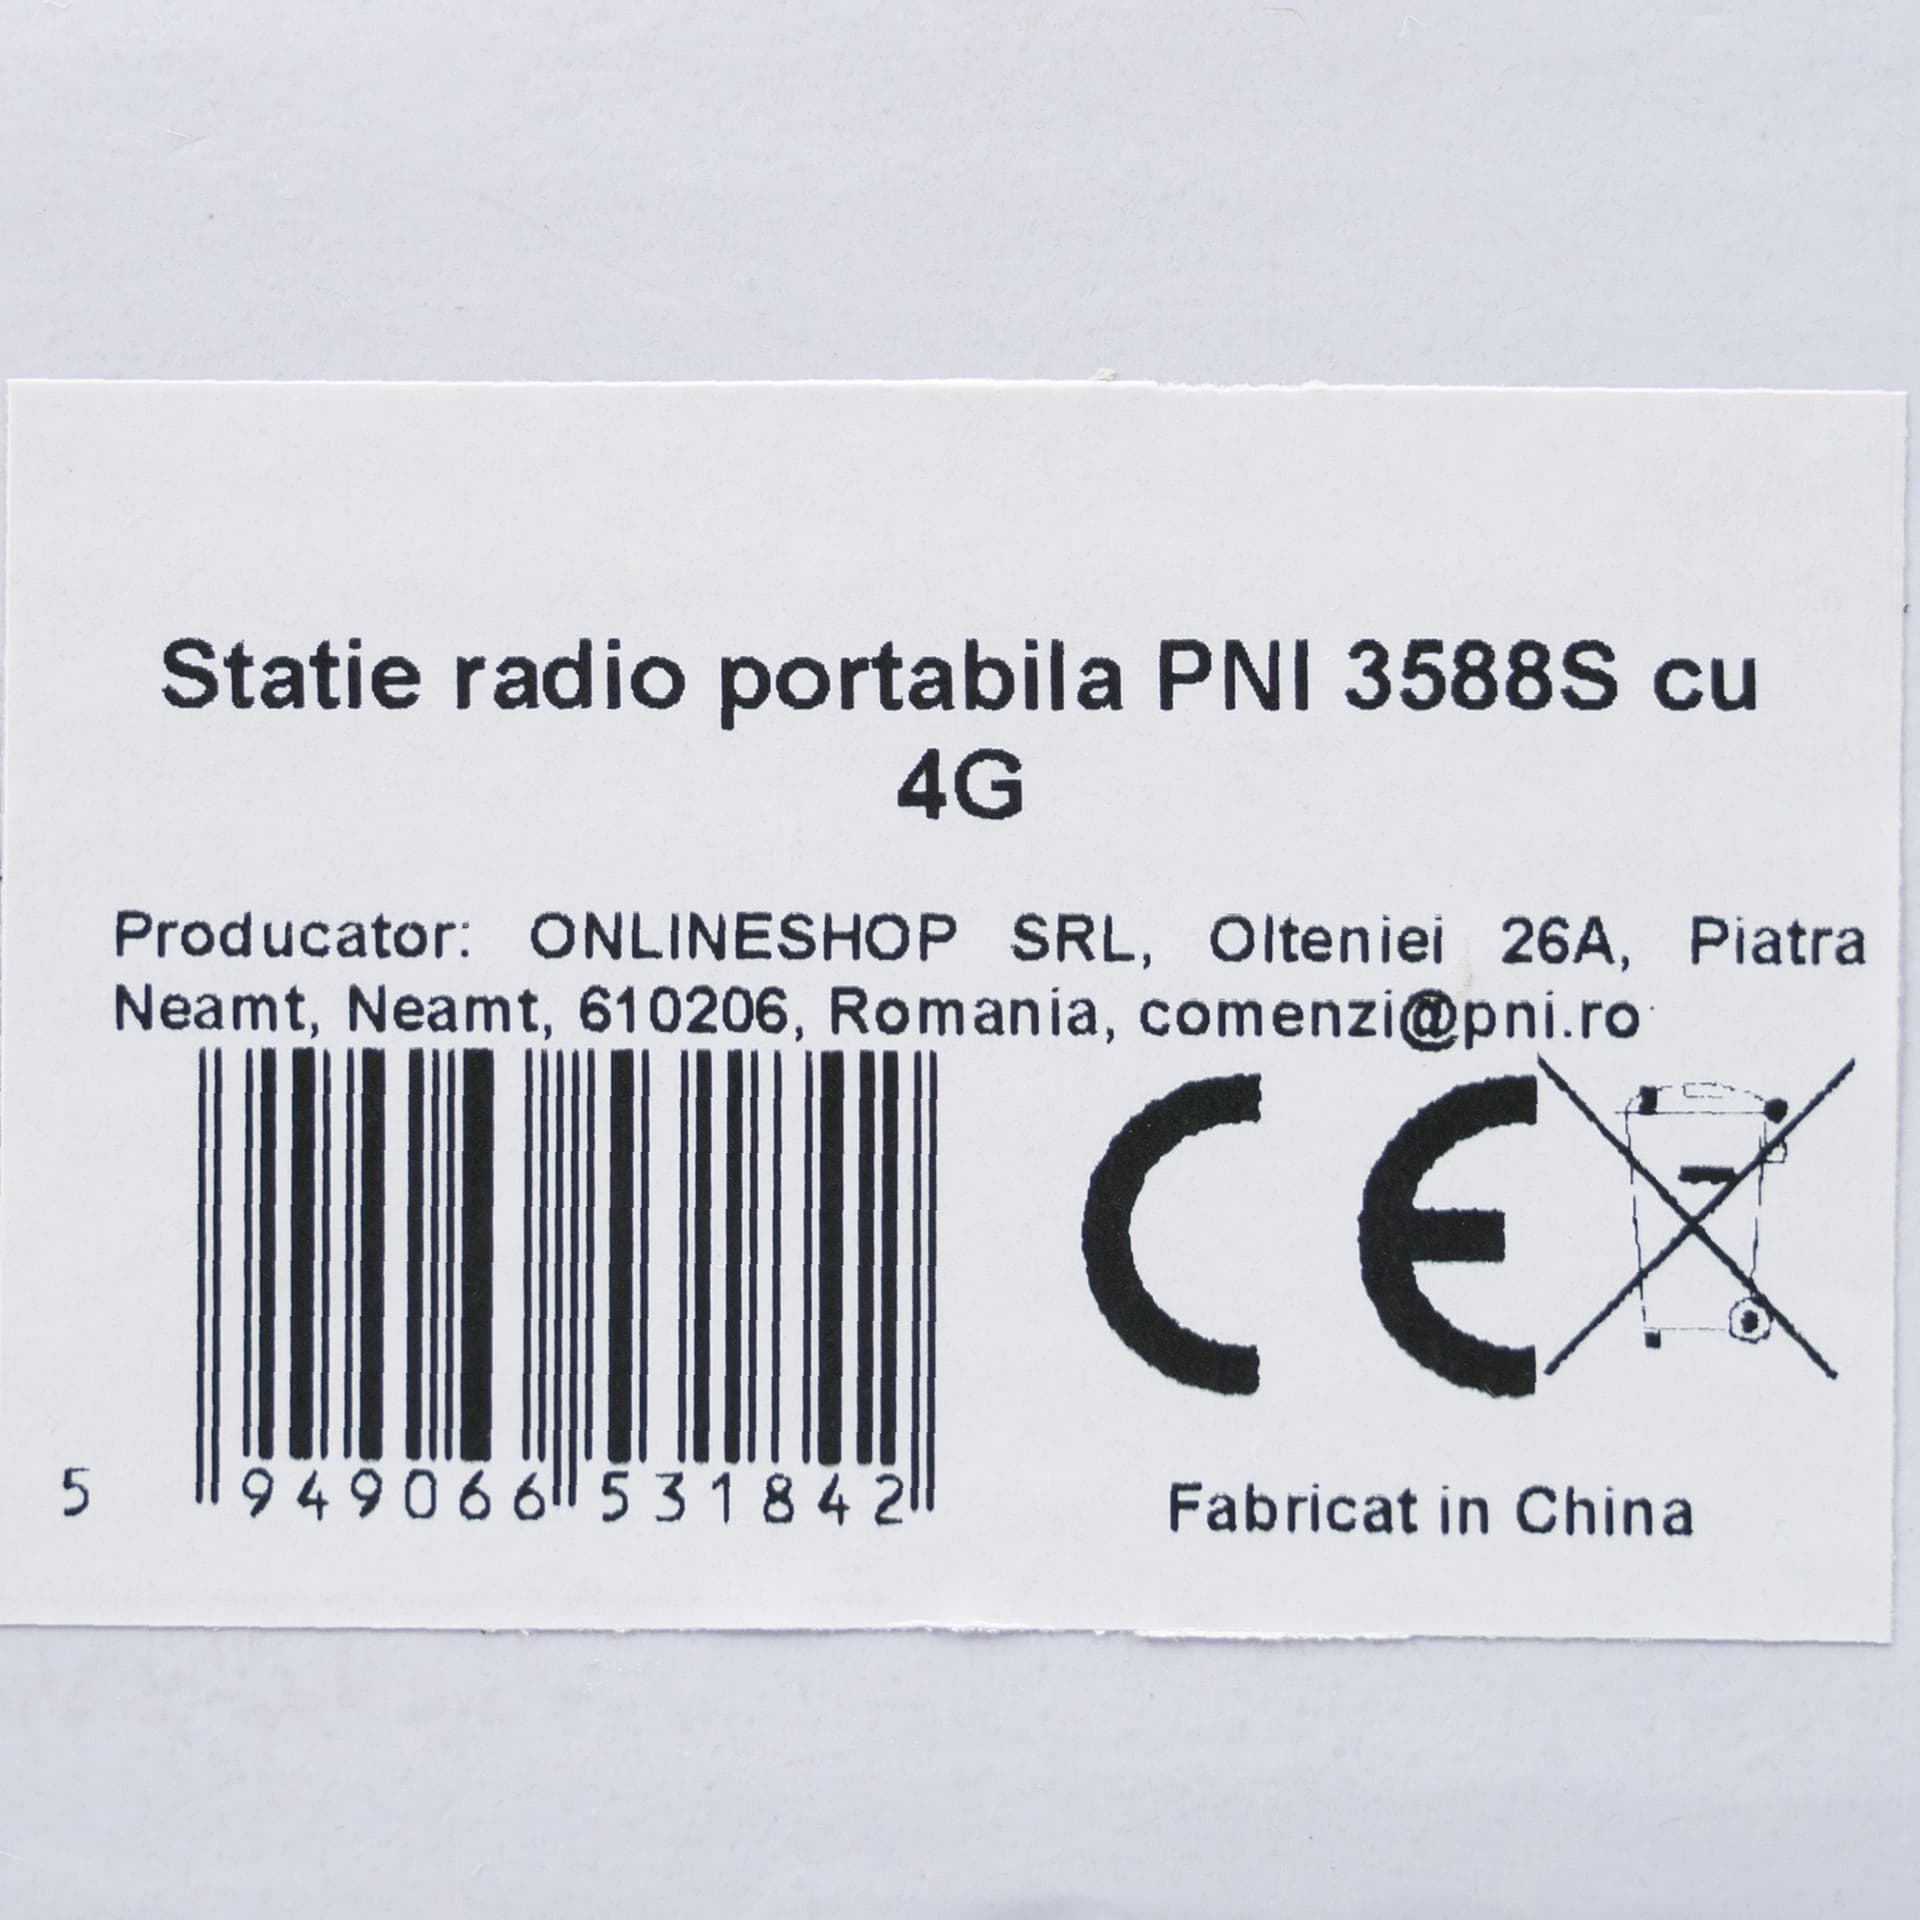 Statie radio portabila PNI 3588S cu
4G
Producator: ONLINESHOP SRL, Olteniei 26A, Piatra
Neamt, Neamt, 610206, Romania, comenzi@pni.ro
CE
5 949066 531842
Fabricat in China